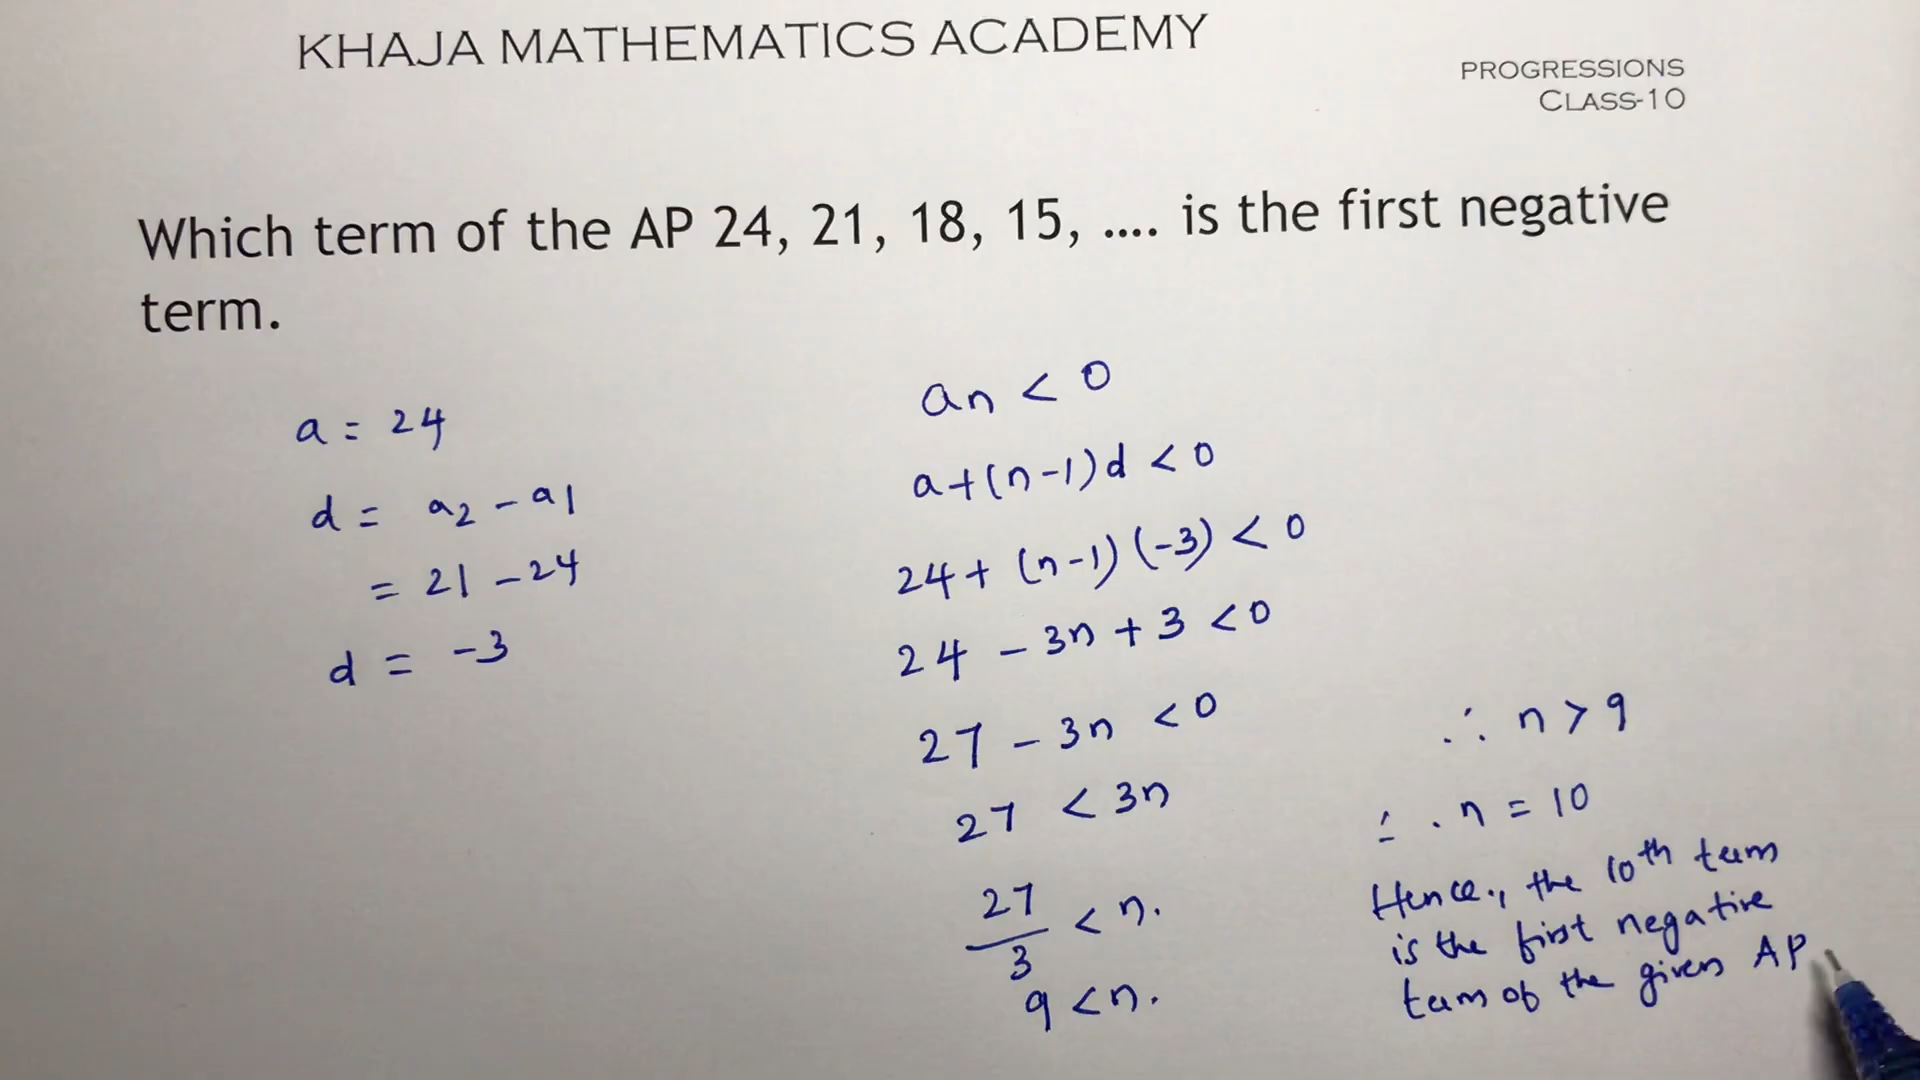 KHAJA MATHEMATICS ACADEMY
PROGRESSIONS
CLASS-10
Which term of the AP 24, 21, 18, 15, .... is the first negative
term.
a = 24
d = a2 - a1
= 21 - 24
d = -3
an < 0
a+(n-1)d < 0
24+ (n-1) (-3) < 0
24 - 3n + 3 < 0
27 - 3n < 0
27 < 3n
27/3 < n.
9 < n.
∴ n > 9
∴ n = 10
Hence., the 10th term
is the first negative
term of the given AP